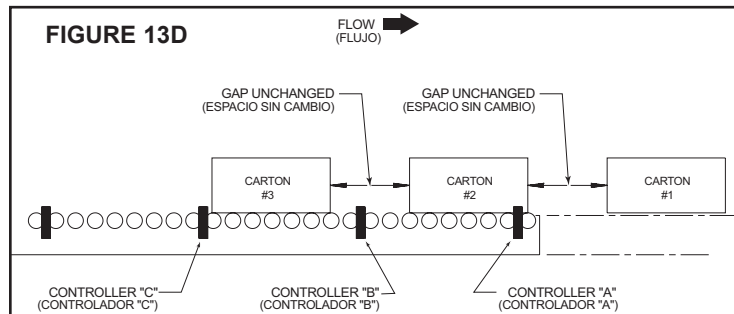 FIGURE 13D
FLOW
(FLUJO)
GAP UNCHANGED
(ESPACIO SIN CAMBIO)
GAP UNCHANGED
(ESPACIO SIN CAMBIO)
CARTON
#3
CARTON
#2
CARTON
#1
CONTROLLER "C"
(CONTROLADOR "C")
CONTROLLER "B"
(CONTROLADOR "B")
CONTROLLER "A"
(CONTROLADOR "A")